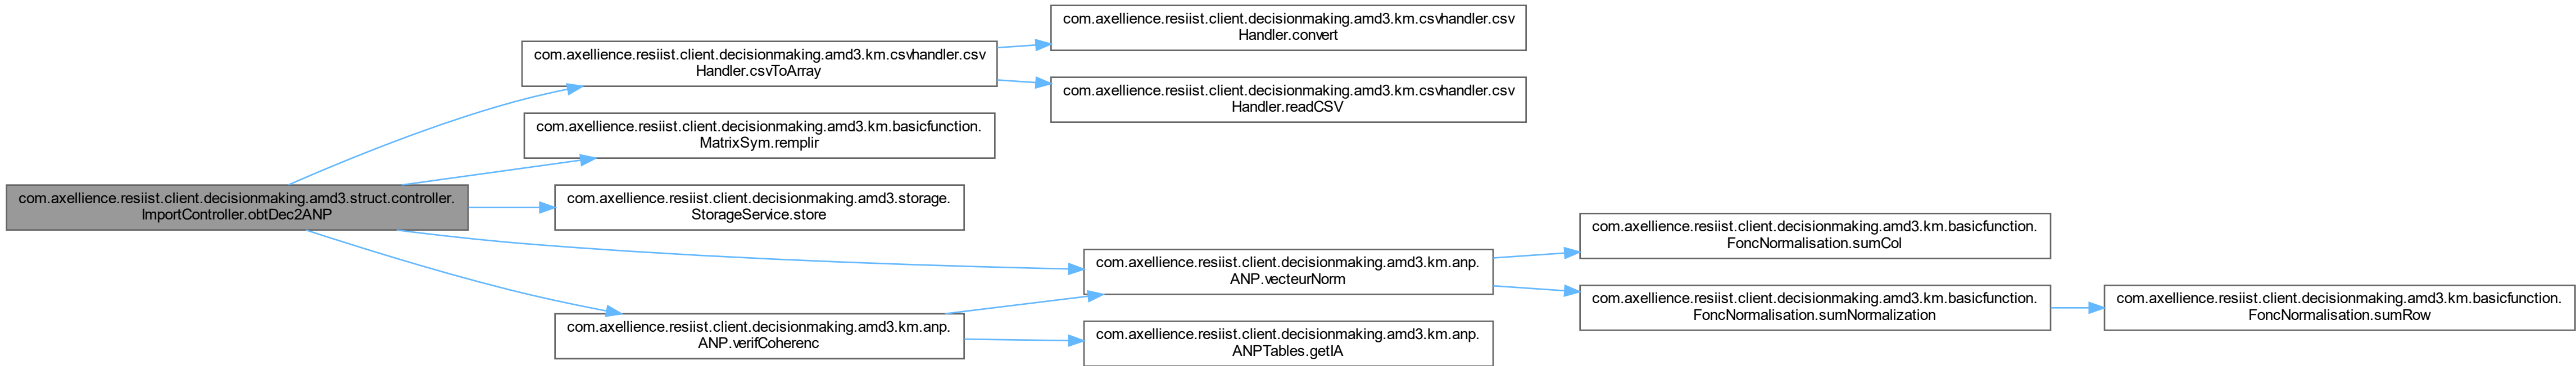 com.axellience.resiist.client.decisionmaking.amd3.struct.controller.
ImportController.obtDec2ANP
com.axellience.resiist.client.decisionmaking.amd3.km.csvhandler.csv
Handler.csvToArray
com.axellience.resiist.client.decisionmaking.amd3.km.csvhandler.csv
Handler.convert
com.axellience.resiist.client.decisionmaking.amd3.km.csvhandler.csv
Handler.readCSV
com.axellience.resiist.client.decisionmaking.amd3.km.basicfunction.
MatrixSym.remplir
com.axellience.resiist.client.decisionmaking.amd3.storage.
StorageService.store
com.axellience.resiist.client.decisionmaking.amd3.km.anp.
ANP.vecteurNorm
com.axellience.resiist.client.decisionmaking.amd3.km.basicfunction.
FoncNormalisation.sumCol
com.axellience.resiist.client.decisionmaking.amd3.km.basicfunction.
FoncNormalisation.sumNormalization
com.axellience.resiist.client.decisionmaking.amd3.km.basicfunction.
FoncNormalisation.sumRow
com.axellience.resiist.client.decisionmaking.amd3.km.anp.
ANP.verifCoherenc
com.axellience.resiist.client.decisionmaking.amd3.km.anp.
ANPTables.getIA